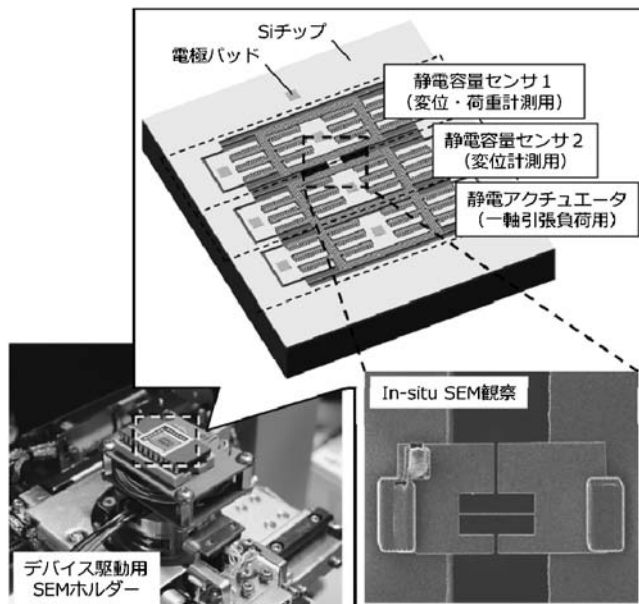 Siチップ
電極パッド
静電容量センサ1
（変位・荷重計測用）
静電容量センサ2
（変位計測用）
静電アクチュエータ
（一軸引張負荷用）
In-situ SEM観察
デバイス駆動用
SEMホルダー